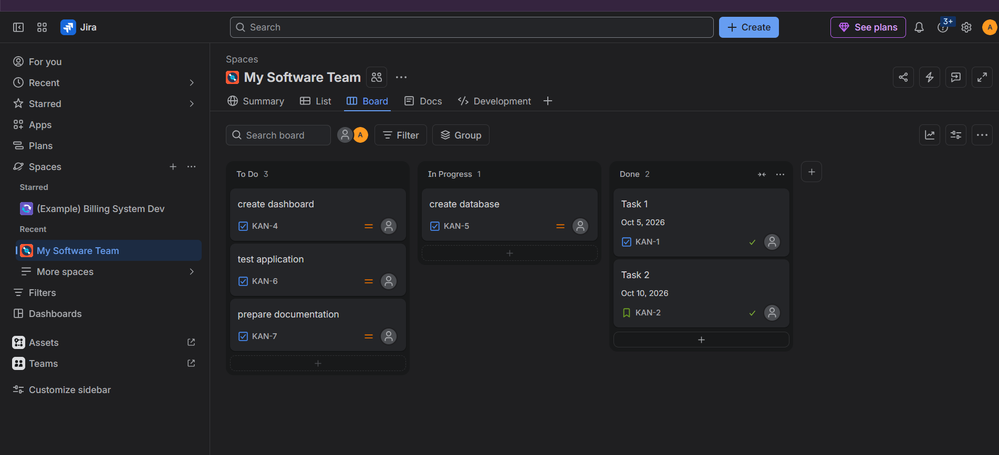 Jira
Search
Create
See plans
3+
A
For you
Recent
Starred
Apps
Plans
Spaces
Starred
(Example) Billing System Dev
Recent
My Software Team
More spaces
Filters
Dashboards
Assets
Teams
Customize sidebar
Spaces
My Software Team
Summary
List
Board
Docs
Development
Search board
A
Filter
Group
To Do 3
create dashboard
KAN-4
test application
KAN-6
prepare documentation
KAN-7
In Progress 1
create database
KAN-5
Done 2
Task 1
Oct 5, 2026
KAN-1
Task 2
Oct 10, 2026
KAN-2